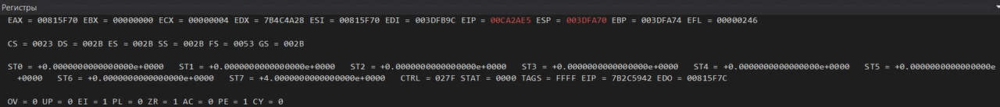 Регистры
EAX = 00815F70 EBX = 00000000 ECX = 00000004 EDX = 7B4C4A28 ESI = 00815F70 EDI = 003DFB9C EIP = 00CA2AE5 ESP = 003DFA70 EBP = 003DFA74 EFL = 00000246
CS = 0023 DS = 002B ES = 002B SS = 002B FS = 0053 GS = 002B
ST0 = +0.0000000000000000e+0000 ST1 = +0.0000000000000000e+0000 ST2 = +0.0000000000000000e+0000 ST3 = +0.0000000000000000e+0000 ST4 = +0.0000000000000000e+0000 ST5 = +0.0000000000000000e
+0000 ST6 = +0.0000000000000000e+0000 ST7 = +4.0000000000000000e+0000 CTRL = 027F STAT = 0000 TAGS = FFFF EIP = 7B2C5942 EDO = 00815F7C
OV = 0 UP = 0 EI = 1 PL = 0 ZR = 1 AC = 0 PE = 1 CY = 0